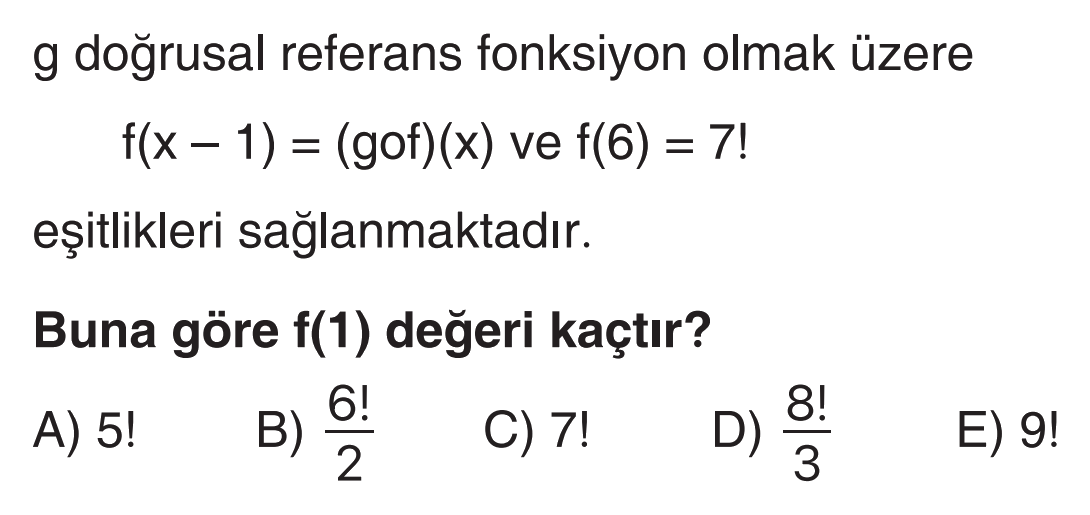 g doğrusal referans fonksiyon olmak üzere
f(x – 1) = (gof)(x) ve f(6) = 7!
eşitlikleri sağlanmaktadır.
Buna göre f(1) değeri kaçtır?
A) 5! B) 6!/2 C) 7! D) 8!/3 E) 9!